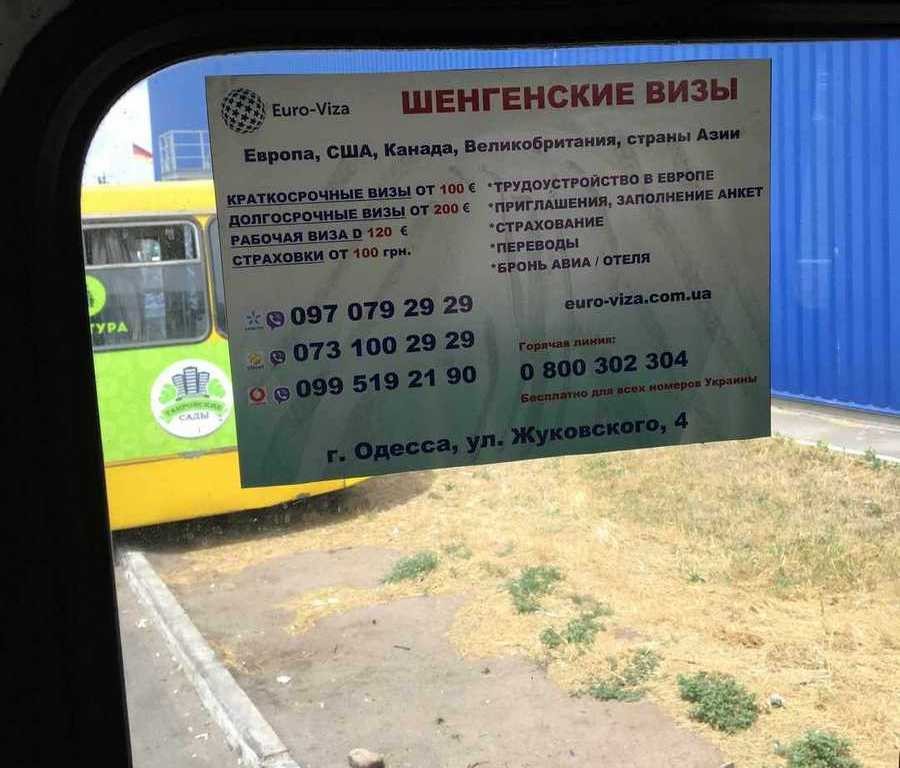 Euro-Viza
ШЕНГЕНСКИЕ ВИЗЫ
Европа, США, Канада, Великобритания, страны Азии
КРАТКОСРОЧНЫЕ ВИЗЫ ОТ 100 €
ДОЛГОСРОЧНЫЕ ВИЗЫ ОТ 200 €
РАБОЧАЯ ВИЗА D 120 €
СТРАХОВКИ ОТ 100 грн.
*ТРУДОУСТРОЙСТВО В ЕВРОПЕ
*ПРИГЛАШЕНИЯ, ЗАПОЛНЕНИЕ АНКЕТ
*СТРАХОВАНИЕ
*ПЕРЕВОДЫ
*БРОНЬ АВИА / ОТЕЛЯ
097 079 29 29
073 100 29 29
099 519 21 90
euro-viza.com.ua
Горячая линия:
0 800 302 304
Бесплатно для всех номеров Украины
г. Одесса, ул. Жуковского, 4
ТУРА
ТАИРОВСКИЕ
САДЫ